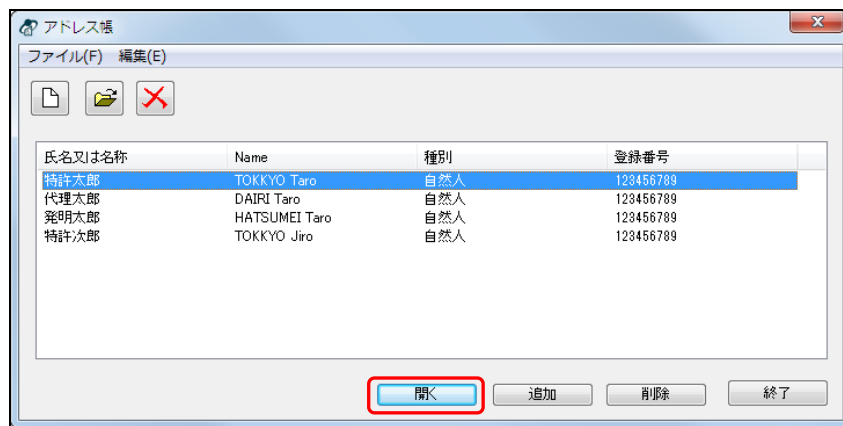 アドレス帳
ファイル(F) 編集(E)
氏名又は名称 Name 種別 登録番号
特許太郎 TOKKYO Taro 自然人 123456789
代理太郎 DAIRI Taro 自然人 123456789
発明太郎 HATSUMEI Taro 自然人 123456789
特許次郎 TOKKYO Jiro 自然人 123456789
開く 追加 削除 終了